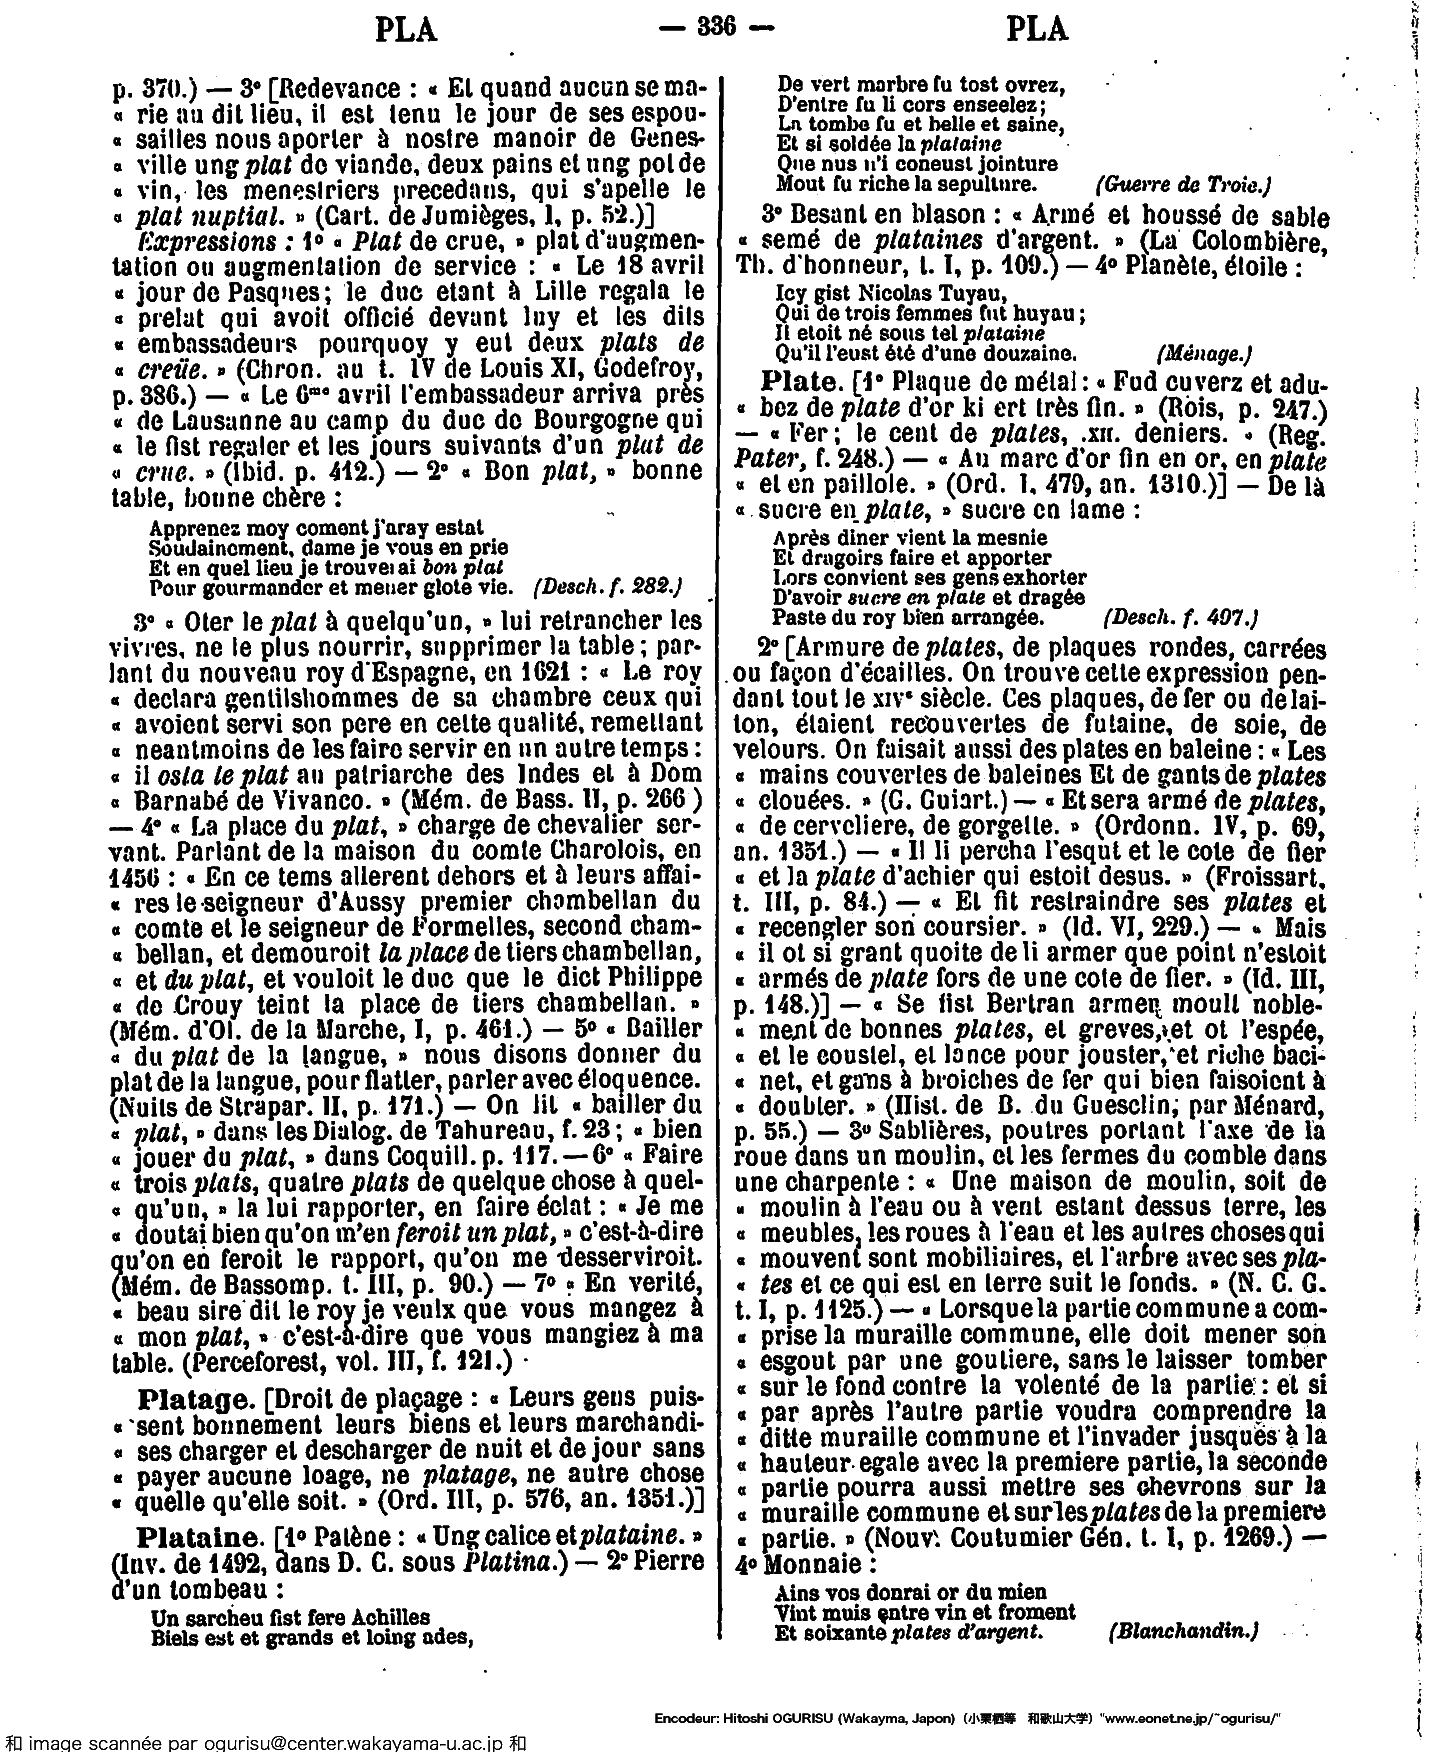 PLA — 336 — PLA
p. 370.) — 3º [Redevance : « Et quand aucun se ma-
« rie au dit lieu, il est tenu le jour de ses espou-
« sailles nous aporter à nostre manoir de Genes-
« ville ung plat de viande, deux pains et ung pot de
« vin, les menestriers precedans, qui s'apelle le
« plat nuptial. » (Cart. de Jumièges, I, p. 52.)]
Expressions : 1º « Plat de crue, » plat d'augmen-
tation ou augmentation de service : « Le 18 avril
« jour de Pasques; le duc etant à Lille regala le
« prelat qui avoit officié devant luy et les dits
« embassadeurs pourquoy y eut deux plats de
« creüe. » (Chron. au t. IV de Louis XI, Godefroy,
p. 386.) — « Le 6me avril l'embassadeur arriva près
« de Lausanne au camp du duc de Bourgogne qui
« le fist regaler et les jours suivants d'un plat de
« crue. » (Ibid. p. 412.) — 2º « Bon plat, » bonne
table, bonne chère :
Apprenez moy coment j'aray estat
Soudainement, dame je vous en prie
Et en quel lieu je trouverai bon plat
Pour gourmander et mener glote vie. (Desch. f. 282.)
3º « Oter le plat à quelqu'un, » lui retrancher les
vivres, ne le plus nourrir, supprimer la table; par-
lant du nouveau roy d'Espagne, en 1621 : « Le roy
« declara gentilshommes de sa chambre ceux qui
« avoient servi son pere en cette qualité, remettant
« neantmoins de les faire servir en un autre temps :
« il osta le plat au patriarche des Indes et à Dom
« Barnabé de Vivanco. » (Mém. de Bass. II, p. 266 )
— 4º « La place du plat, » charge de chevalier ser-
vant. Parlant de la maison du comte Charolois, en
1456 : « En ce tems allerent dehors et à leurs affai-
« res le seigneur d'Aussy premier chambellan du
« comte et le seigneur de Formelles, second cham-
« bellan, et demouroit la place de tiers chambellan,
« et du plat, et vouloit le duc que le dict Philippe
« de Crouy teint la place de tiers chambellan. »
(Mém. d'Ol. de la Marche, I, p. 461.) — 5º « Bailler
« du plat de la langue, » nous disons donner du
plat de la langue, pour flatter, parler avec éloquence.
(Nuits de Strapar. II, p. 171.) — On lit « bailler du
« plat, » dans les Dialog. de Tahureau, f. 23; « bien
« jouer du plat, » dans Coquill. p. 117. — 6º « Faire
« trois plats, quatre plats de quelque chose à quel-
« qu'un, » la lui rapporter, en faire éclat : « Je me
« doutai bien qu'on m'en feroit un plat, » c'est-à-dire
qu'on en feroit le rapport, qu'on me desserviroit.
(Mém. de Bassomp. t. III, p. 90.) — 7º « En verité,
« beau sire dit le roy je veulx que vous mangez à
« mon plat, » c'est-à-dire que vous mangiez à ma
table. (Perceforest, vol. III, f. 121.)
Platage. [Droit de plaçage : « Leurs gens puis-
« sent bonnement leurs biens et leurs marchandi-
« ses charger et descharger de nuit et de jour sans
« payer aucune loage, ne platage, ne autre chose
« quelle qu'elle soit. » (Ord. III, p. 576, an. 1351.)]
Plataine. [1º Patène : « Ung calice et plataine. »
(Inv. de 1492, dans D. C. sous Platina.) — 2º Pierre
d'un tombeau :
Un sarcheu fist fere Achilles
Biels est et grands et loing ades,
De vert marbre fu tost ovrez,
D'entre fu li cors enseelez;
La tombe fu et belle et saine,
Et si soldée la plataine
Que nus n'i coneust jointure
Mout fu riche la sepulture. (Guerre de Troie.)
3º Besant en blason : « Armé et houssé de sable
« semé de plataines d'argent. » (La Colombière,
Th. d'honneur, t. I, p. 109.) — 4º Planète, étoile :
Icy gist Nicolas Tuyau,
Qui de trois femmes fut huyau;
Il etoit né sous tel plataine
Qu'il l'eust été d'une douzaine. (Ménage.)
Plate. [1º Plaque de métal : « Fud cuverz et adu-
« bez de plate d'or ki ert très fin. » (Rois, p. 247.)
— « Fer; le cent de plates, .xII. deniers. » (Reg.
Pater, f. 248.) — « Au marc d'or fin en or, en plate
« et en paillole. » (Ord. I, 479, an. 1310.)] — De là
« sucre en plate, » sucre en lame :
Après diner vient la mesnie
Et dragoirs faire et apporter
Lors convient ses gens exhorter
D'avoir sucre en plate et dragée
Paste du roy bien arrangée. (Desch. f. 497.)
2º [Armure de plates, de plaques rondes, carrées
ou façon d'écailles. On trouve cette expression pen-
dant tout le XIVe siècle. Ces plaques, de fer ou de lai-
ton, étaient recouvertes de futaine, de soie, de
velours. On faisait aussi des plates en baleine : « Les
« mains couvertes de baleines Et de gants de plates
« clouées. » (G. Guiart.) — « Et sera armé de plates,
« de cerveliere, de gorgette. » (Ordonn. IV, p. 69,
an. 1351.) — « Il li percha l'esqut et le cote de fier
« et la plate d'achier qui estoit desus. » (Froissart,
t. III, p. 84.) — « Et fit restraindre ses plates et
« recengler son coursier. » (Id. VI, 229.) — « Mais
« il ot si grant quoite de li armer que point n'estoit
« armés de plate fors de une cote de fier. » (Id. III,
p. 148.)] — « Se fist Bertran armer moult noble-
« ment de bonnes plates, et greves, et ot l'espée,
« et le coustel, et lance pour jouster, et riche baci-
« net, et gans à broiches de fer qui bien faisoient à
« doubter. » (Hist. de B. du Guesclin, par Ménard,
p. 55.) — 3º Sablières, poutres portant l'axe de la
roue dans un moulin, et les fermes du comble dans
une charpente : « Une maison de moulin, soit de
« moulin à l'eau ou à vent estant dessus terre, les
« meubles, les roues à l'eau et les autres choses qui
« mouvent sont mobiliaires, et l'arbre avec ses pla-
« tes et ce qui est en terre suit le fonds. » (N. C. G.
t. I, p. 1125.) — « Lorsque la partie commune a com-
« prise la muraille commune, elle doit mener son
« esgout par une goutiere, sans le laisser tomber
« sur le fond contre la volenté de la partie : et si
« par après l'autre partie voudra comprendre la
« ditte muraille commune et l'invader jusques à la
« hauteur egale avec la premiere partie, la seconde
« partie pourra aussi mettre ses chevrons sur la
« muraille commune et sur les plates de la premiere
« partie. » (Nouv. Coutumier Gén. t. I, p. 1269.) —
4º Monnaie :
Ains vos donrai or du mien
Vint muis entre vin et froment
Et soixante plates d'argent. (Blanchandin.)
Encodeur: Hitoshi OGURISU (Wakayma, Japon) (小栗栖等 和歌山大学) "www.eonet.ne.jp/~ogurisu/"
和 image scannée par ogurisu@center.wakayama-u.ac.jp 和